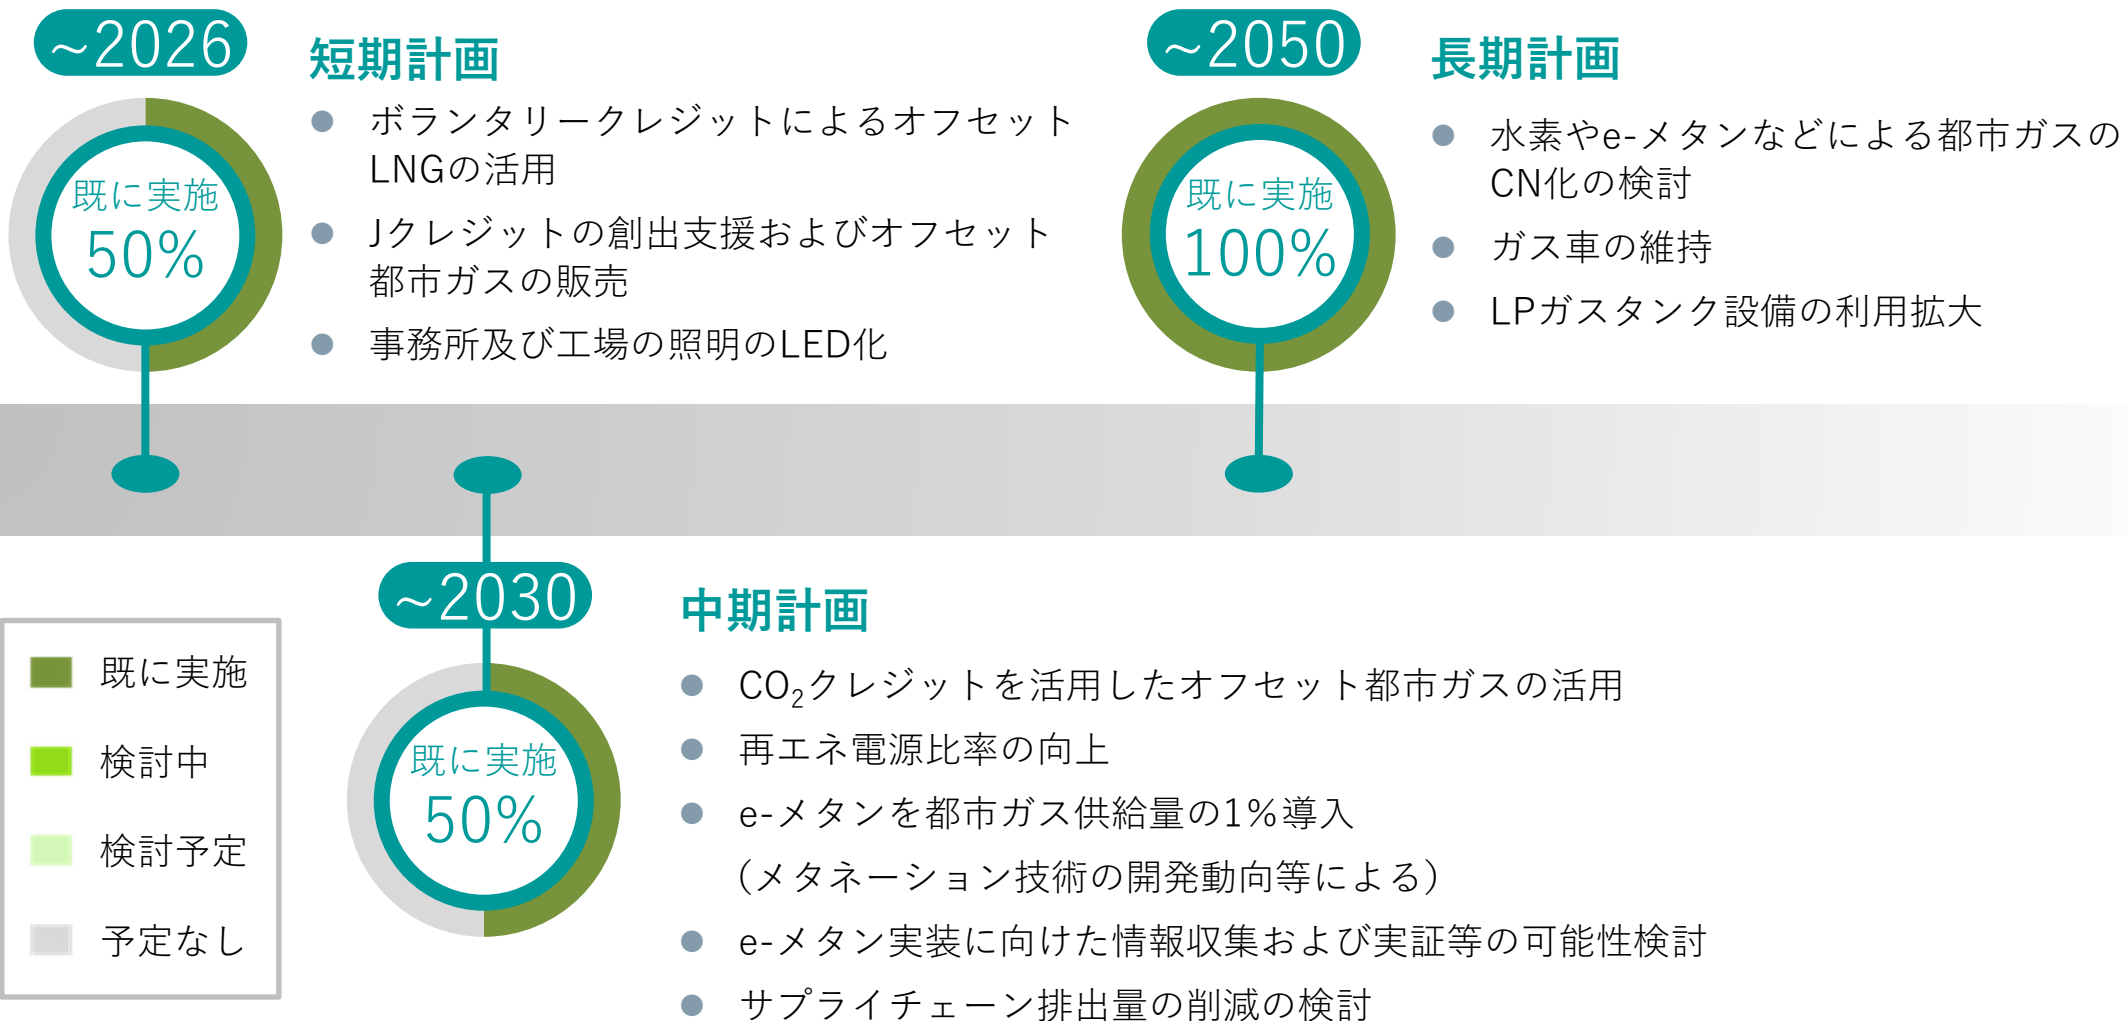 ~2026
短期計画
既に実施
50%
ボランタリークレジットによるオフセット
LNGの活用
Jクレジットの創出支援およびオフセット
都市ガスの販売
事務所及び工場の照明のLED化
~2050
長期計画
既に実施
100%
水素やe-メタンなどによる都市ガスの
CN化の検討
ガス車の維持
LPガスタンク設備の利用拡大
~2030
中期計画
既に実施
50%
CO₂クレジットを活用したオフセット都市ガスの活用
再エネ電源比率の向上
e-メタンを都市ガス供給量の1%導入
(メタネーション技術の開発動向等による)
e-メタン実装に向けた情報収集および実証等の可能性検討
サプライチェーン排出量の削減の検討
既に実施
検討中
検討予定
予定なし